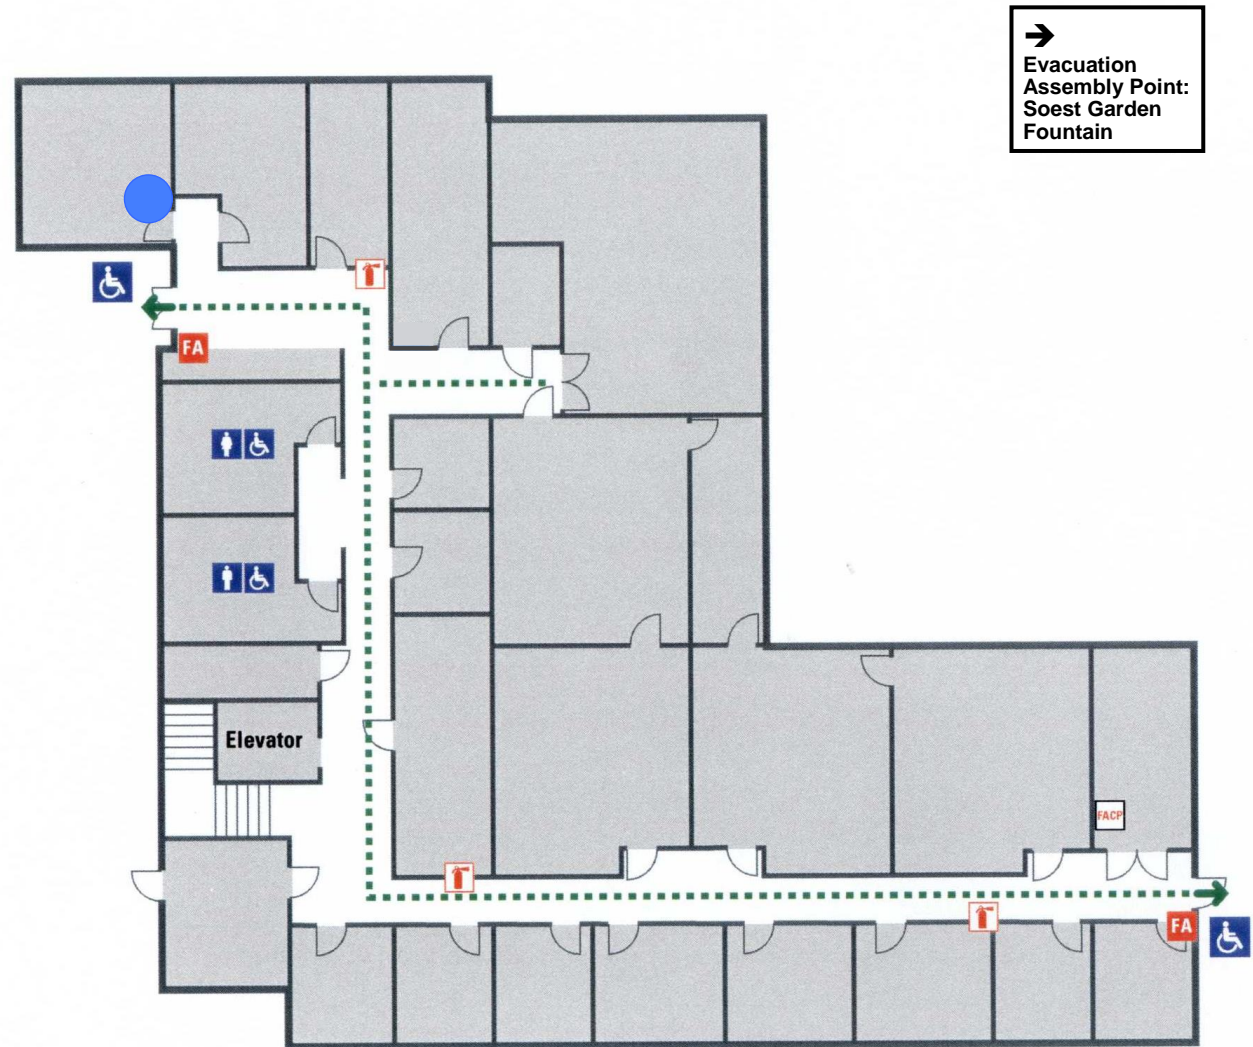 ➔
Evacuation
Assembly Point:
Soest Garden
Fountain
FA
Elevator
FACP
FA